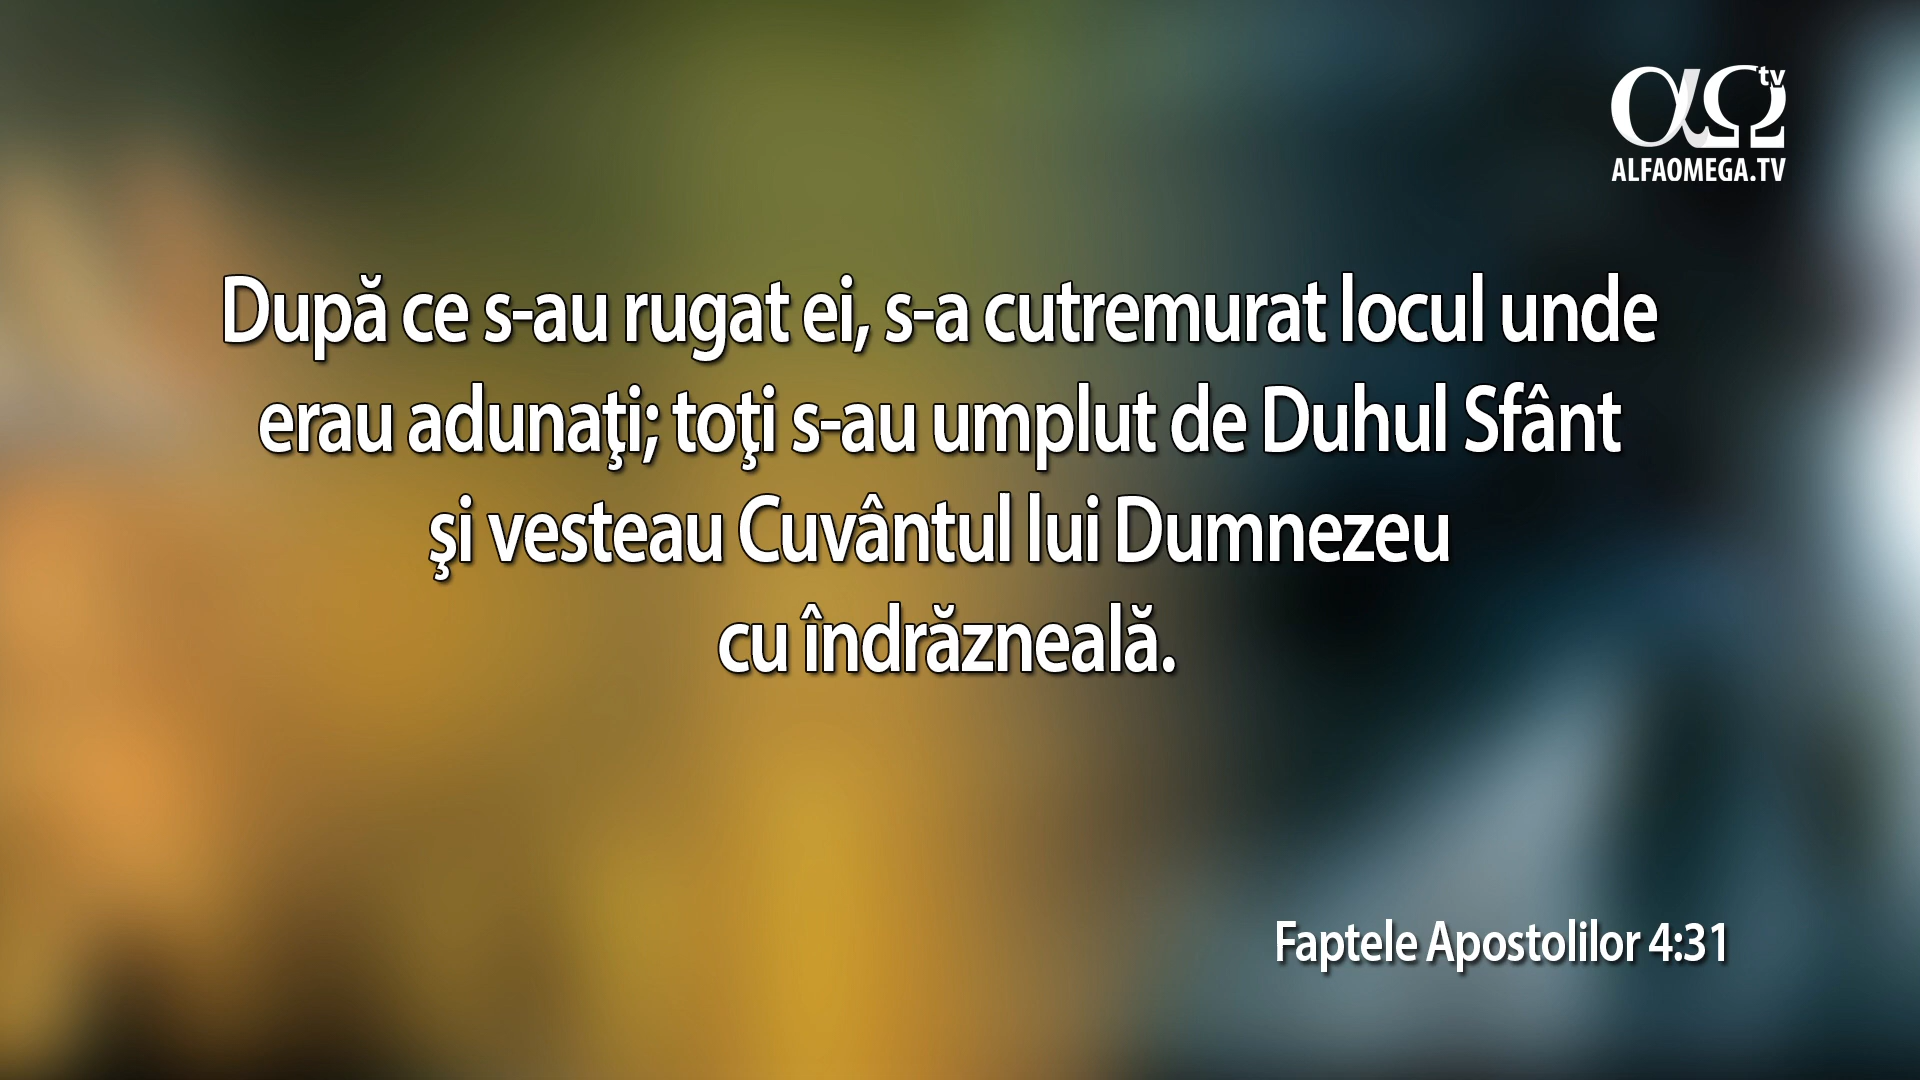 αΩ tv
ALFAOMEGA.TV
După ce s-au rugat ei, s-a cutremurat locul unde
erau adunaţi; toţi s-au umplut de Duhul Sfânt
şi vesteau Cuvântul lui Dumnezeu
cu îndrăzneală.
Faptele Apostolilor 4:31